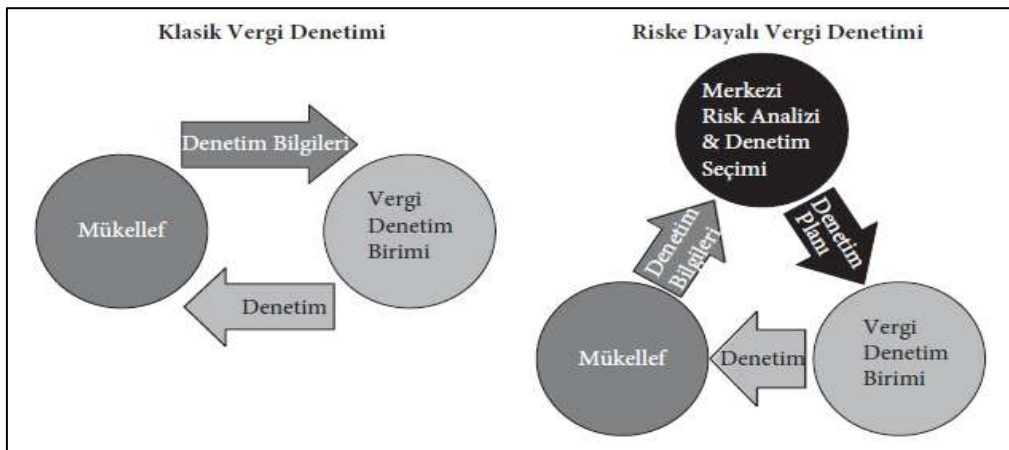 Klasik Vergi Denetimi
Denetim Bilgileri
Mükellef
Vergi
Denetim
Birimi
Denetim
Riske Dayalı Vergi Denetimi
Merkezi
Risk Analizi
& Denetim
Seçimi
Denetim
Bilgileri
Denetim
Planı
Mükellef
Denetim
Vergi
Denetim
Birimi